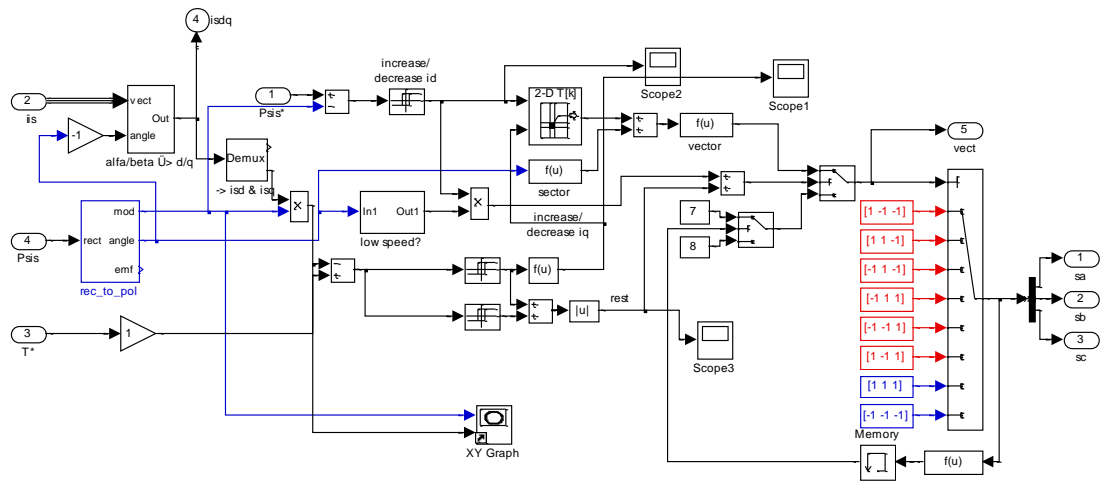 4
isdq
increase/
decrease id
1
Psis*
+
-
Scope2
Scope1
2
iis
vect
Out
angle
alfa/beta Ü> d/q
-1
Demux
-> isd & isq
2-D T[k]
+
+
f(u)
vector
f(u)
sector
5
vect
mod
rect
angle
emf
rec_to_pol
4
Psis
x
In1
Out1
low speed?
x
increase/
decrease iq
+
+
7
8
[1 -1 -1]
[1 1 -1]
[-1 1 -1]
[-1 1 1]
[-1 -1 1]
[1 -1 1]
[1 1 1]
[-1 -1 -1]
-
+
f(u)
+
+
|u|
rest
Scope3
3
T*
1
1
sa
2
sb
3
sc
XY Graph
Memory
f(u)